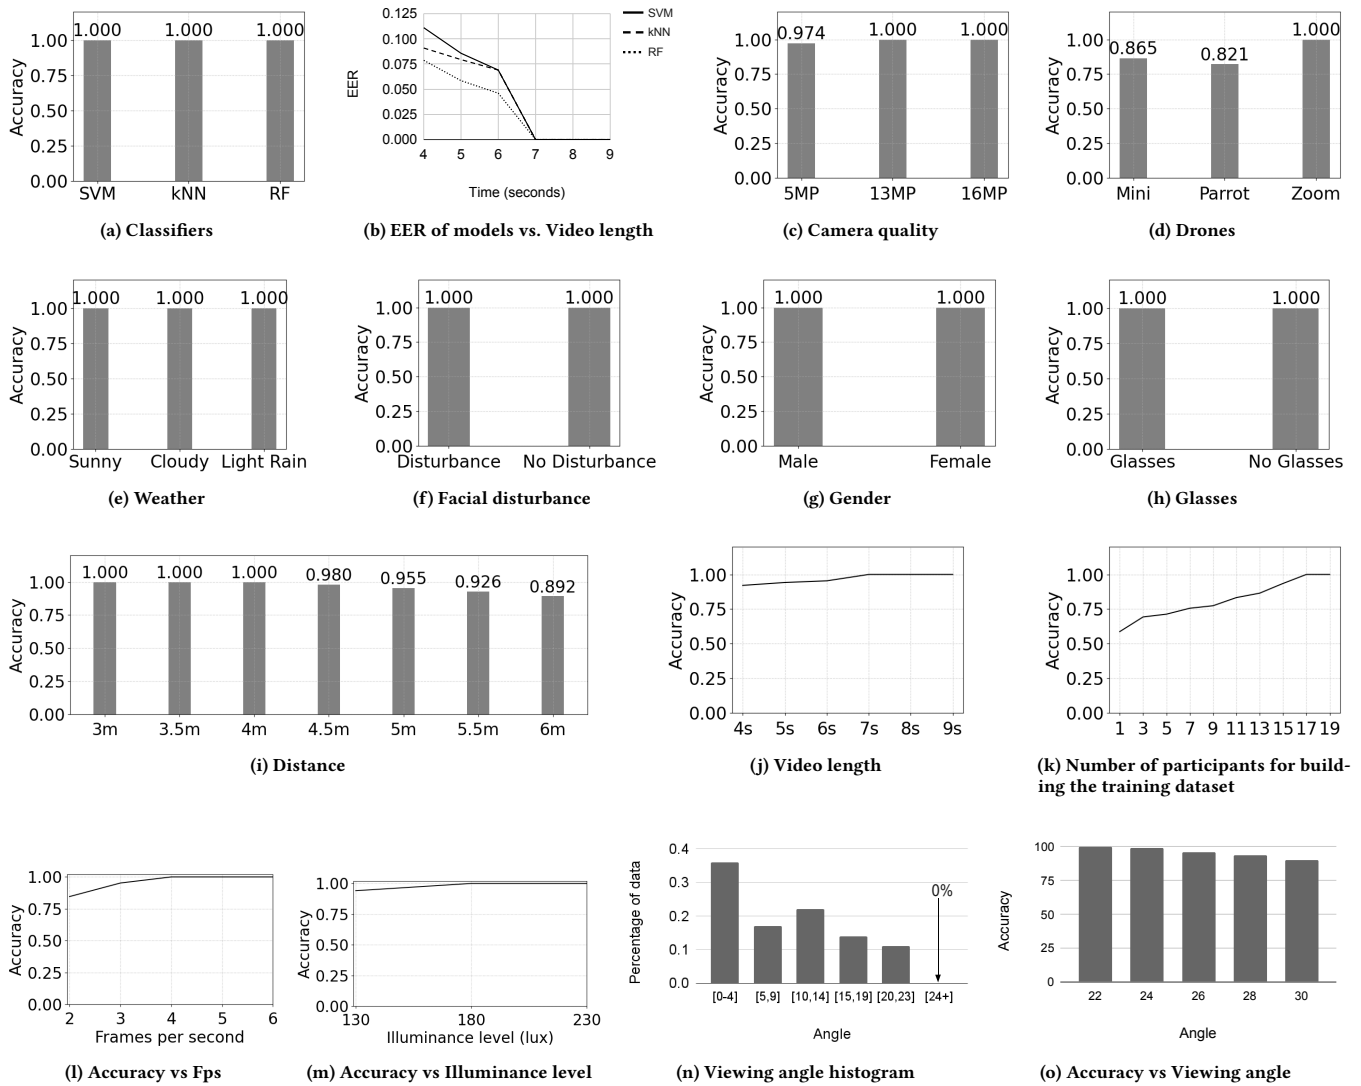 1.000 1.000 1.000
1.00
0.75
0.50
0.25
0.00
Accuracy
SVM kNN RF
(a) Classifiers
0.125
0.100
0.075
0.050
0.025
0.000
EER
4 5 6 7 8 9
Time (seconds)
SVM
kNN
RF
(b) EER of models vs. Video length
0.974 1.000 1.000
1.00
0.75
0.50
0.25
0.00
Accuracy
5MP 13MP 16MP
(c) Camera quality
0.865 0.821 1.000
1.00
0.75
0.50
0.25
0.00
Accuracy
Mini Parrot Zoom
(d) Drones
1.000 1.000 1.000
1.00
0.75
0.50
0.25
0.00
Accuracy
Sunny Cloudy Light Rain
(e) Weather
1.000 1.000
1.00
0.75
0.50
0.25
0.00
Accuracy
Disturbance No Disturbance
(f) Facial disturbance
1.000 1.000
1.00
0.75
0.50
0.25
0.00
Accuracy
Male Female
(g) Gender
1.000 1.000
1.00
0.75
0.50
0.25
0.00
Accuracy
Glasses No Glasses
(h) Glasses
1.000 1.000 1.000 0.980 0.955 0.926 0.892
1.00
0.75
0.50
0.25
0.00
Accuracy
3m 3.5m 4m 4.5m 5m 5.5m 6m
(i) Distance
1.00
0.75
0.50
0.25
0.00
Accuracy
4s 5s 6s 7s 8s 9s
(j) Video length
1.00
0.75
0.50
0.25
0.00
Accuracy
1 3 5 7 9 11 13 15 17 19
(k) Number of participants for build-
ing the training dataset
1.00
0.75
0.50
0.25
0.00
Accuracy
2 3 4 5 6
Frames per second
(l) Accuracy vs Fps
1.00
0.75
0.50
0.25
0.00
Accuracy
130 180 230
Illuminance level (lux)
(m) Accuracy vs Illuminance level
0.4
0.3
0.2
0.1
0.0
Percentage of data
0%
[0-4] [5,9] [10,14] [15,19] [20,23] [24+]
Angle
(n) Viewing angle histogram
100
75
50
25
0
Accuracy
22 24 26 28 30
Angle
(o) Accuracy vs Viewing angle